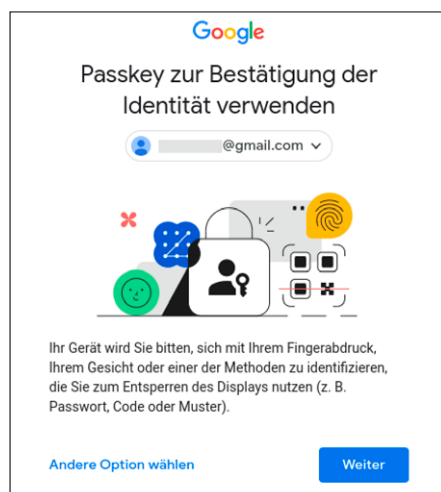 Google
Passkey zur Bestätigung der
Identität verwenden
@gmail.com
Ihr Gerät wird Sie bitten, sich mit Ihrem Fingerabdruck,
Ihrem Gesicht oder einer der Methoden zu identifizieren,
die Sie zum Entsperren des Displays nutzen (z. B.
Passwort, Code oder Muster).
Andere Option wählen
Weiter